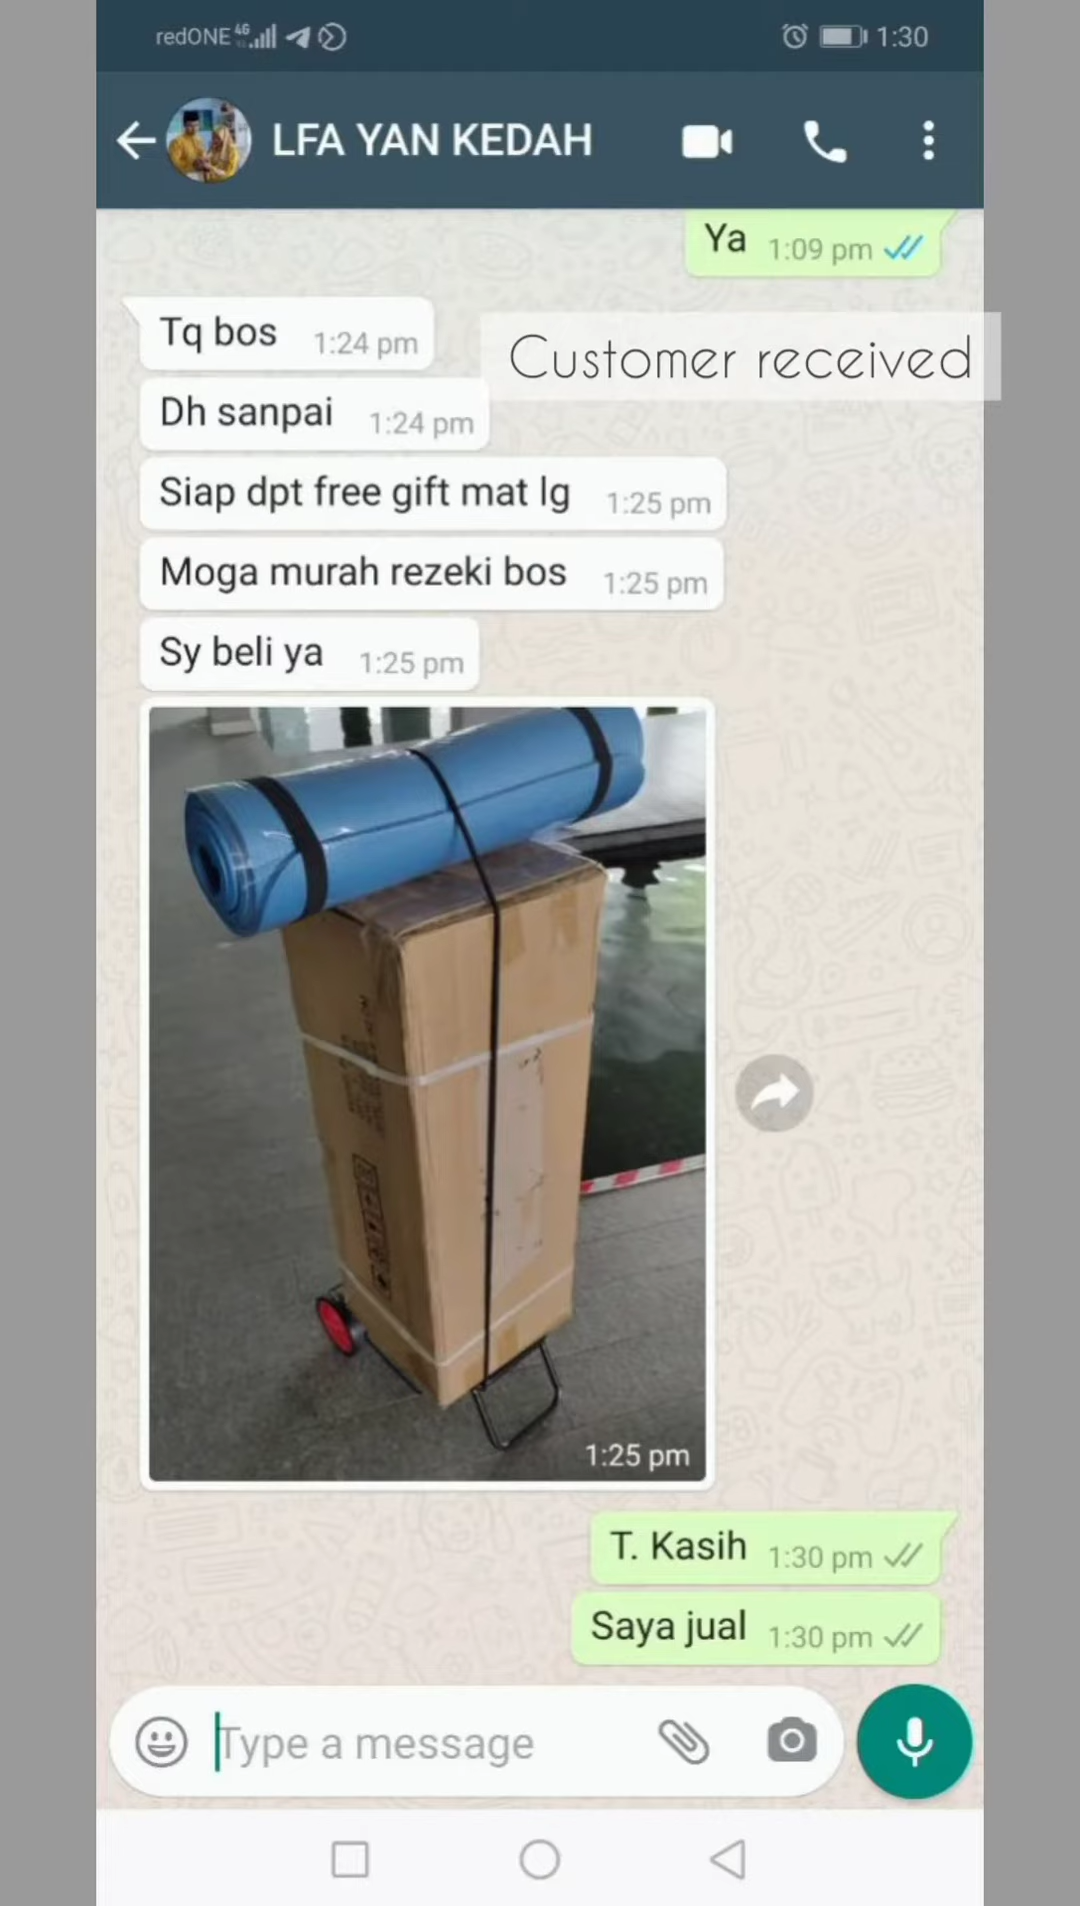 redONE 4G 1:30
LFA YAN KEDAH
Ya 1:09 pm
Tq bos 1:24 pm
Customer received
Dh sanpai 1:24 pm
Siap dpt free gift mat lg 1:25 pm
Moga murah rezeki bos 1:25 pm
Sy beli ya 1:25 pm
1:25 pm
T. Kasih 1:30 pm
Saya jual 1:30 pm
Type a message